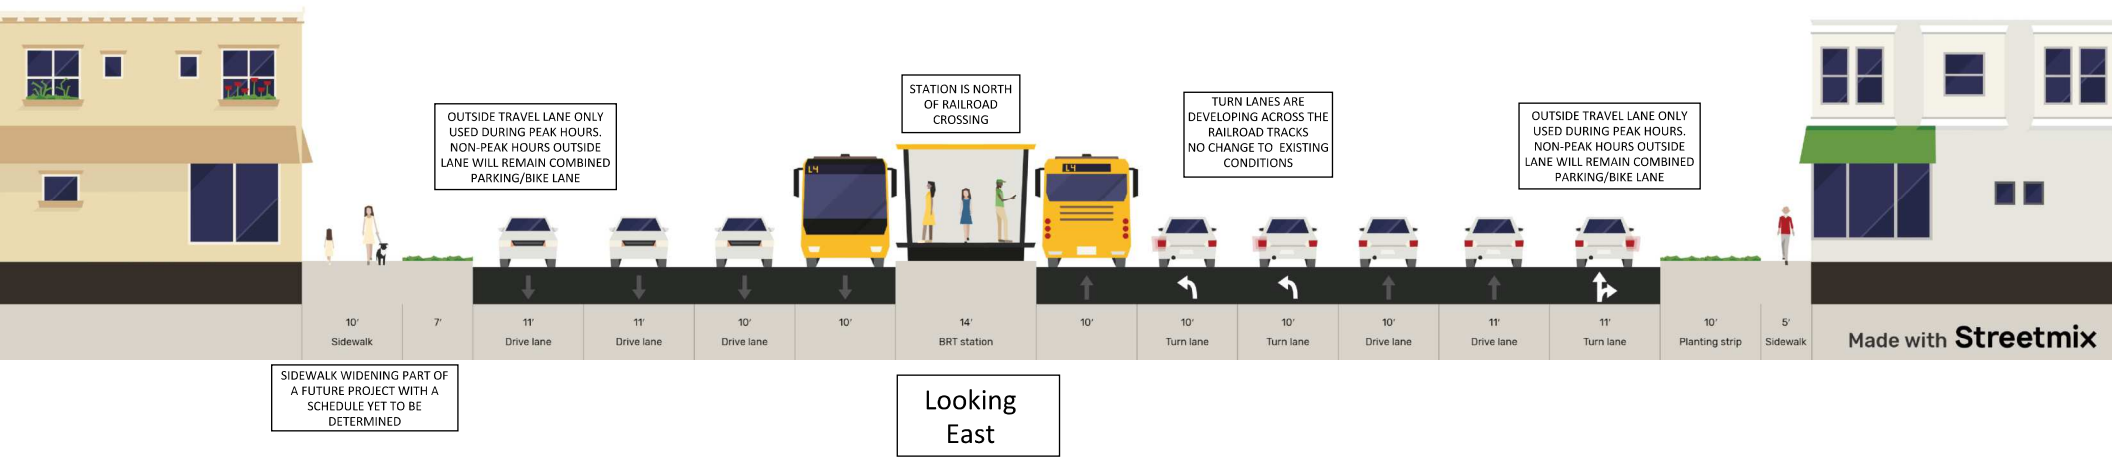 STATION IS NORTH
OF RAILROAD
CROSSING
TURN LANES ARE
DEVELOPING ACROSS THE
RAILROAD TRACKS
NO CHANGE TO EXISTING
CONDITIONS
OUTSIDE TRAVEL LANE ONLY
USED DURING PEAK HOURS.
NON-PEAK HOURS OUTSIDE
LANE WILL REMAIN COMBINED
PARKING/BIKE LANE
OUTSIDE TRAVEL LANE ONLY
USED DURING PEAK HOURS.
NON-PEAK HOURS OUTSIDE
LANE WILL REMAIN COMBINED
PARKING/BIKE LANE
L4
L4
10'
Sidewalk
7'
11'
Drive lane
11'
Drive lane
10'
Drive lane
10'
14'
BRT station
10'
10'
Turn lane
10'
Turn lane
10'
Drive lane
11'
Drive lane
11'
Turn lane
10'
Planting strip
5'
Sidewalk
Made with Streetmix
SIDEWALK WIDENING PART OF
A FUTURE PROJECT WITH A
SCHEDULE YET TO BE
DETERMINED
Looking
East